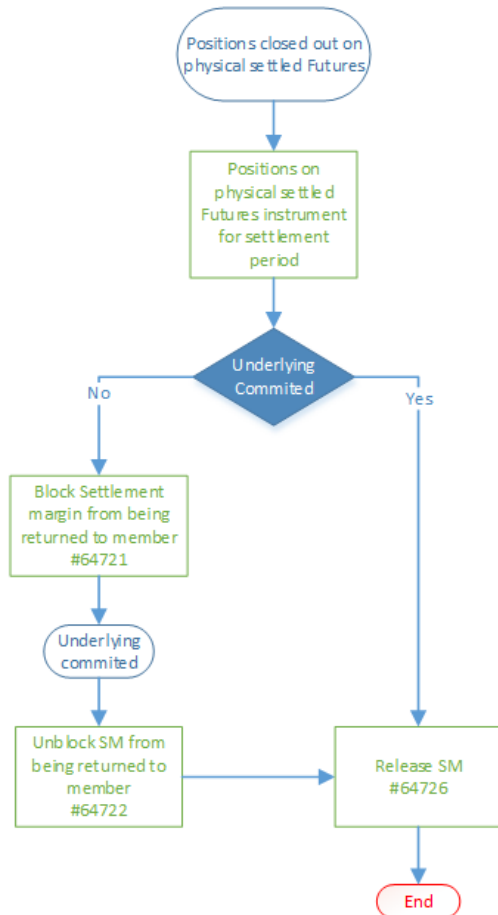 Positions closed out on
physical settled Futures
Positions on
physical settled
Futures instrument
for settlement
period
Underlying
Commited
No
Yes
Block Settlement
margin from being
returned to member
#64721
Underlying
commited
Unblock SM from
being returned to
member
#64722
Release SM
#64726
End